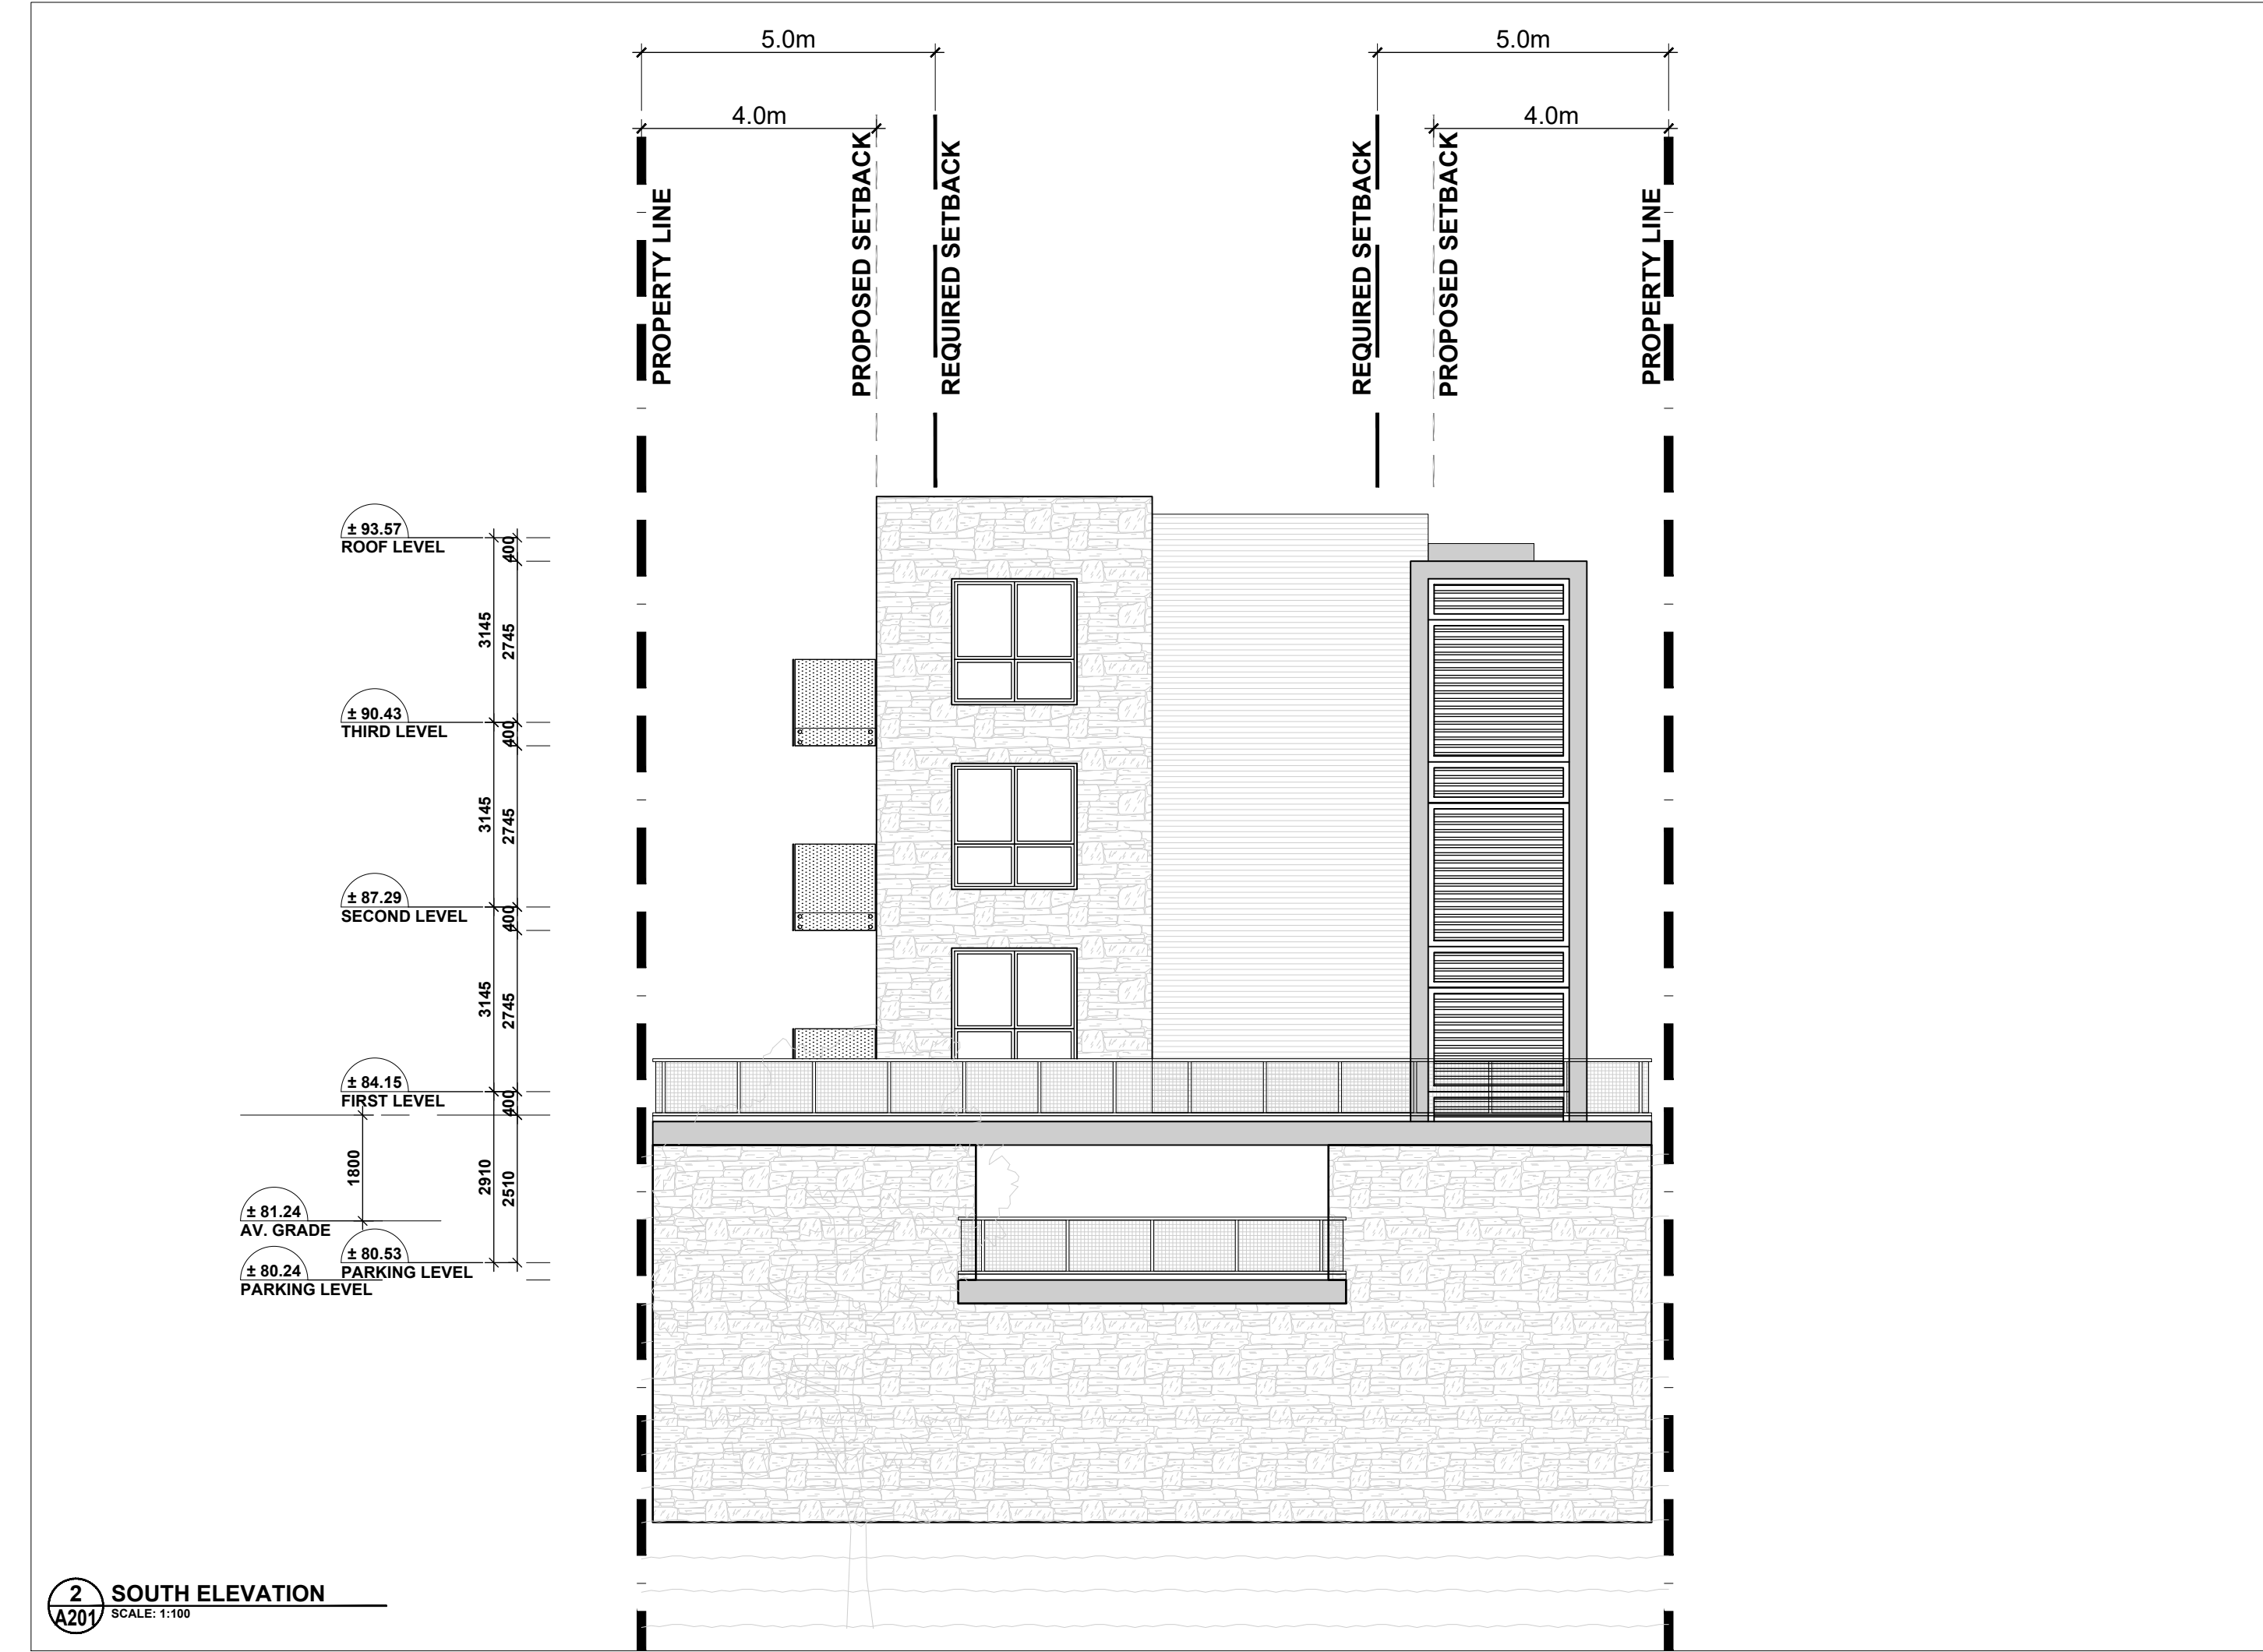 5.0m
5.0m
4.0m
4.0m
PROPERTY LINE
PROPOSED SETBACK
REQUIRED SETBACK
REQUIRED SETBACK
PROPOSED SETBACK
PROPERTY LINE
± 93.57
ROOF LEVEL
400
3145
2745
± 90.43
THIRD LEVEL
400
3145
2745
± 87.29
SECOND LEVEL
400
3145
2745
± 84.15
FIRST LEVEL
400
1800
2910
2510
± 81.24
AV. GRADE
± 80.53
PARKING LEVEL
± 80.24
PARKING LEVEL
2
A201
SOUTH ELEVATION
SCALE: 1:100